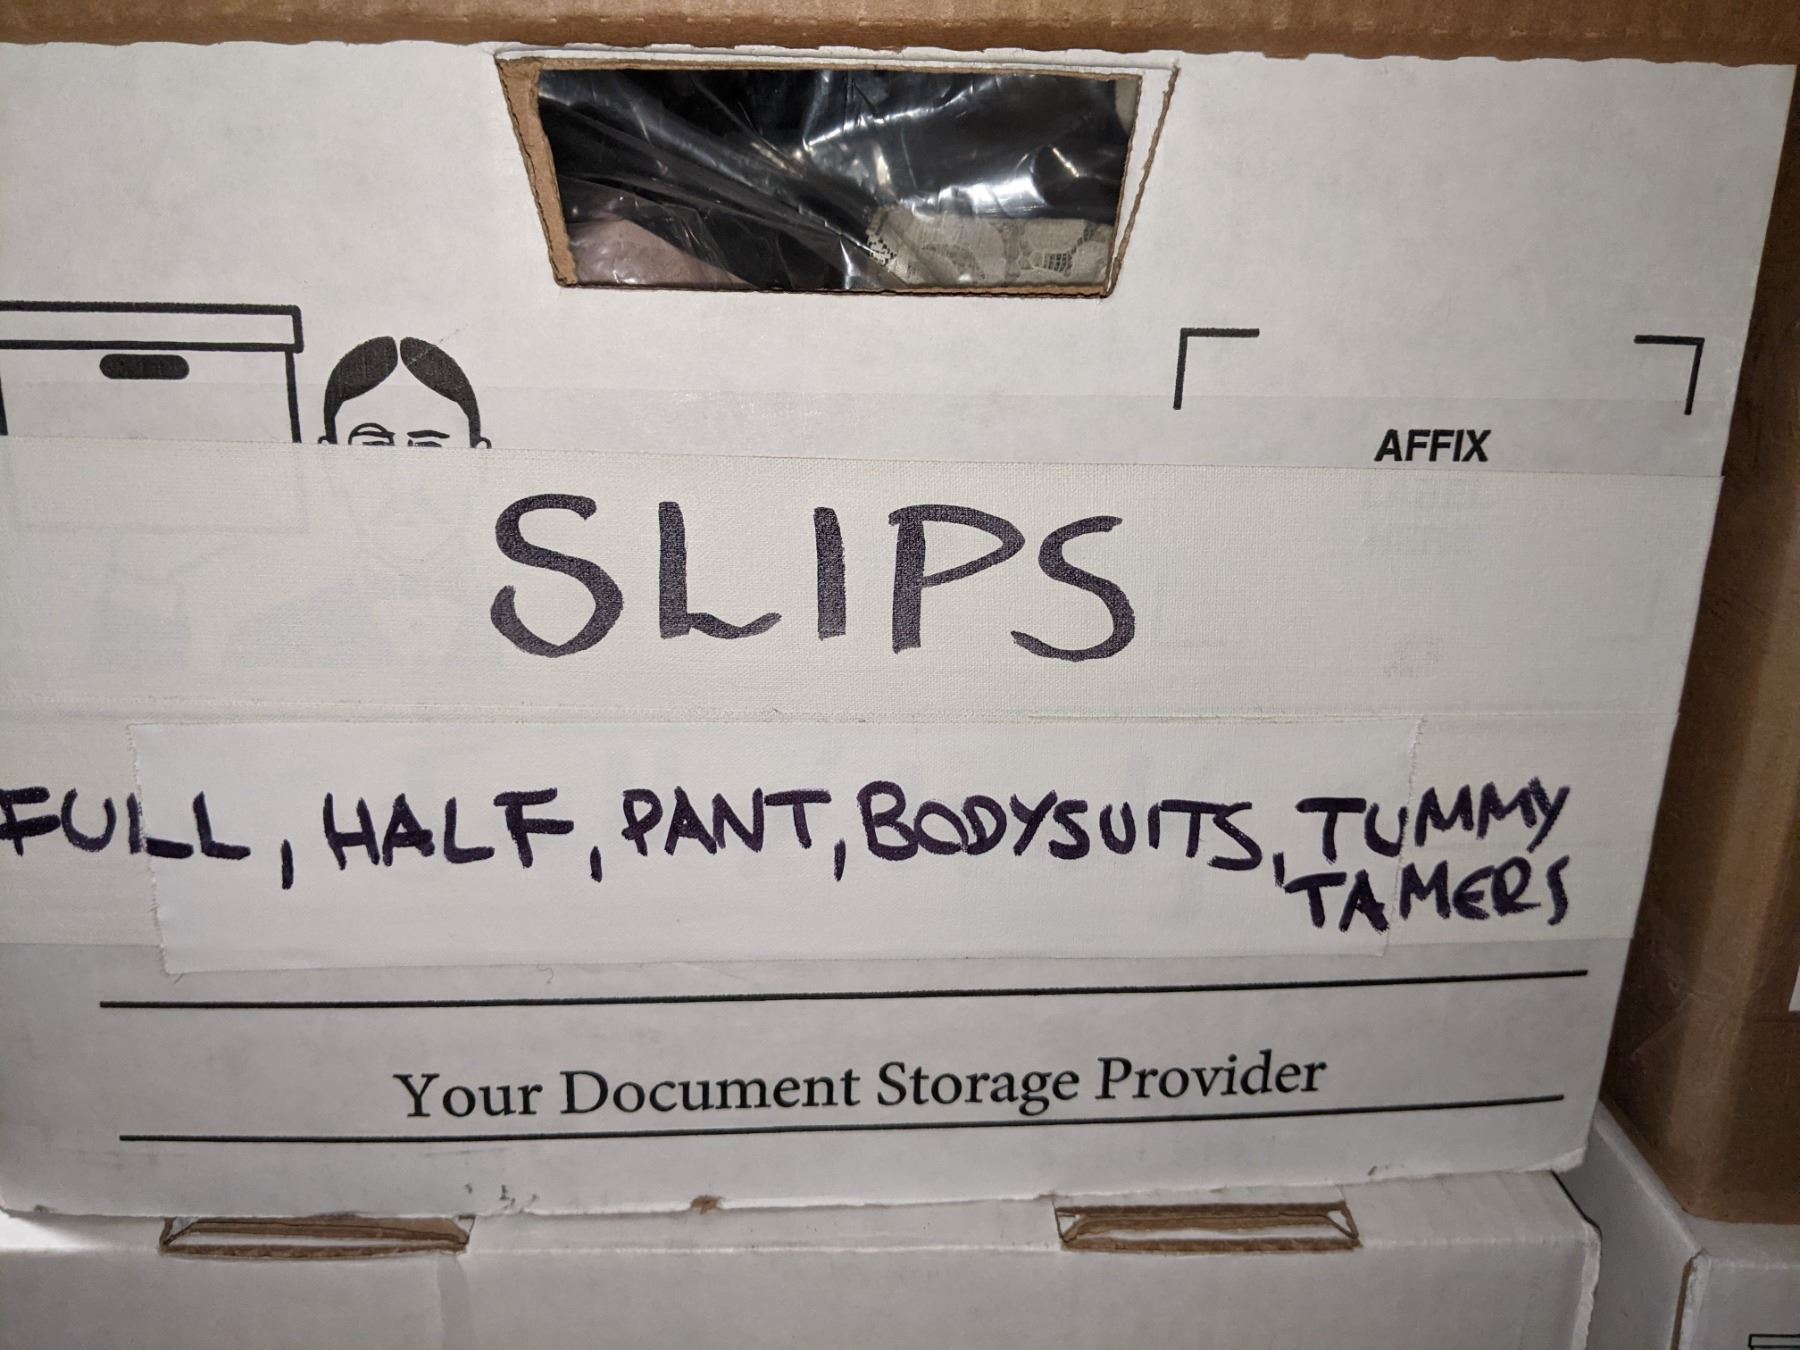 AFFIX
SLIPS
FULL, HALF, PANT, BODYSUITS, TUMMY
TAMERS
Your Document Storage Provider